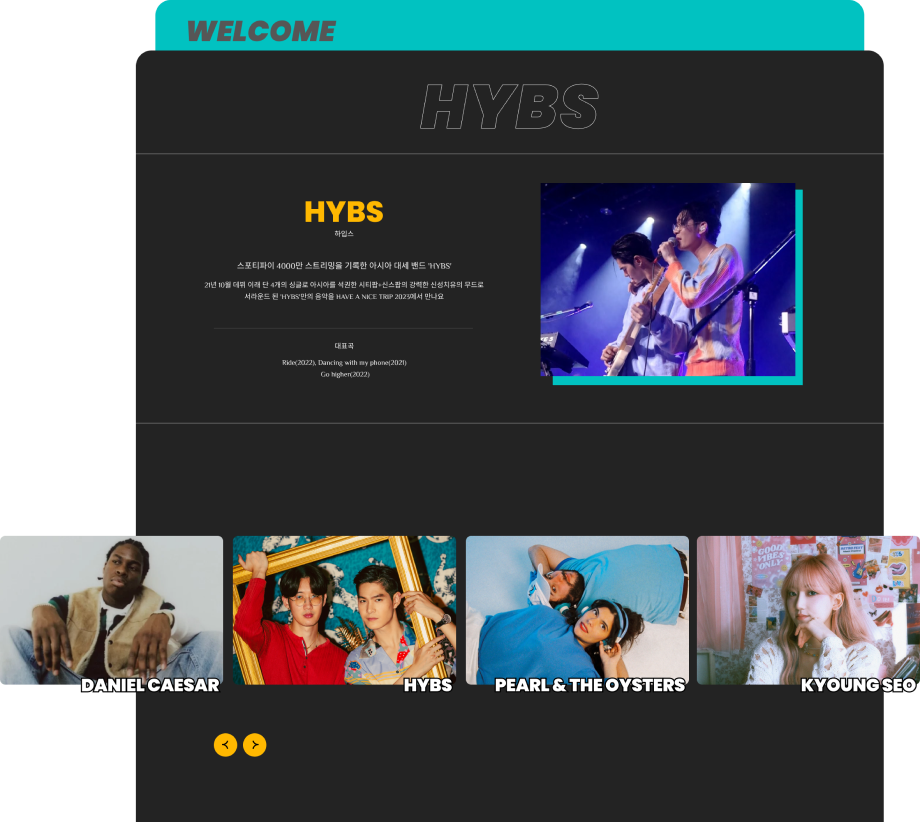 WELCOME
HYBS
HYBS
하입스
스포티파이 4000만 스트리밍을 기록한 아시아 대세 밴드 'HYBS'
21년 10월 데뷔 이래 단 4개의 싱글로 아시아를 석권한 시티팝+신스팝의 강력한 신성치유의 무드로
서라운드 된 'HYBS'만의 음악을 HAVE A NICE TRIP 2023에서 만나요
대표곡
Ride(2022), Dancing with my phone(2021)
Go higher(2022)
GOOD
VIBES
ONLY
DANIEL CAESAR
HYBS
PEARL & THE OYSTERS
KYOUNG SEO